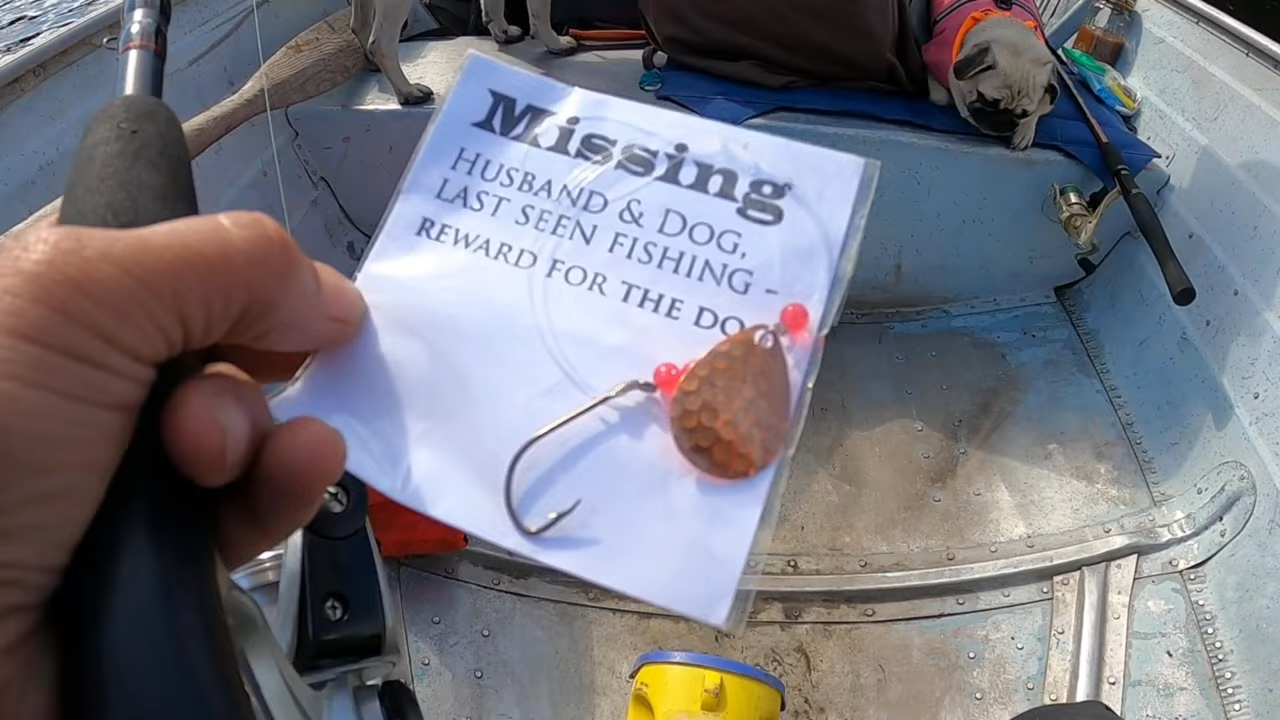 Missing
HUSBAND & DOG,
LAST SEEN FISHING -
REWARD FOR THE